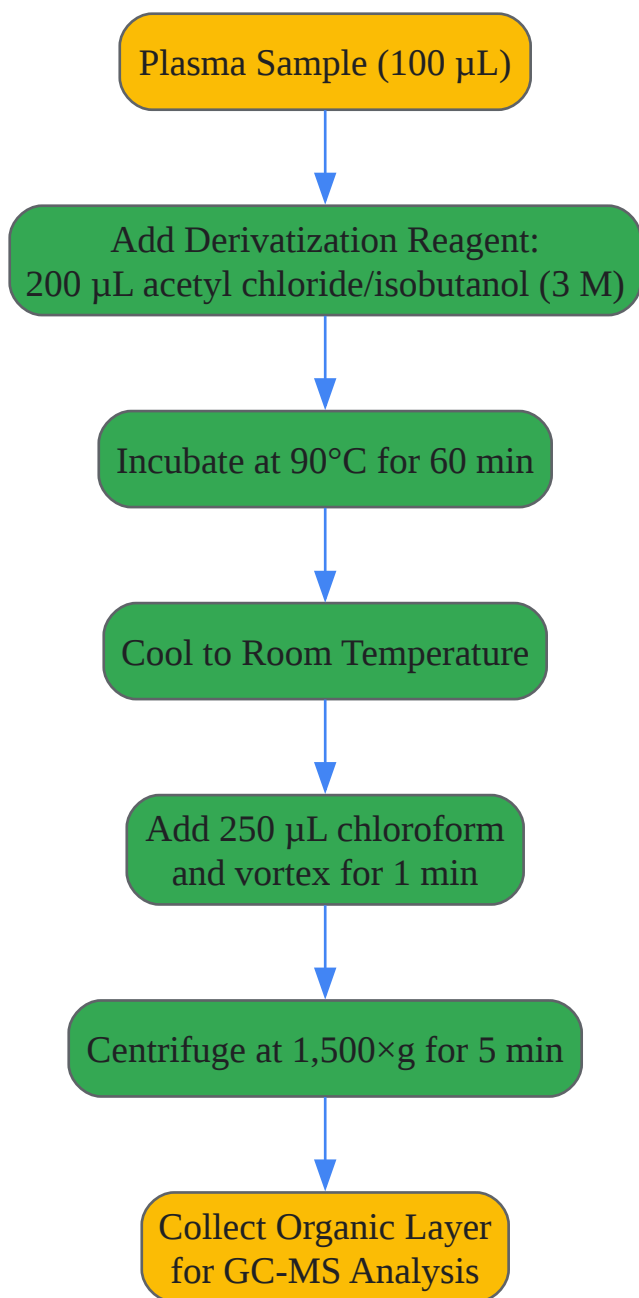 Plasma Sample (100 µL)
Add Derivatization Reagent:
200 µL acetyl chloride/isobutanol (3 M)
Incubate at 90°C for 60 min
Cool to Room Temperature
Add 250 µL chloroform
and vortex for 1 min
Centrifuge at 1,500×g for 5 min
Collect Organic Layer
for GC-MS Analysis